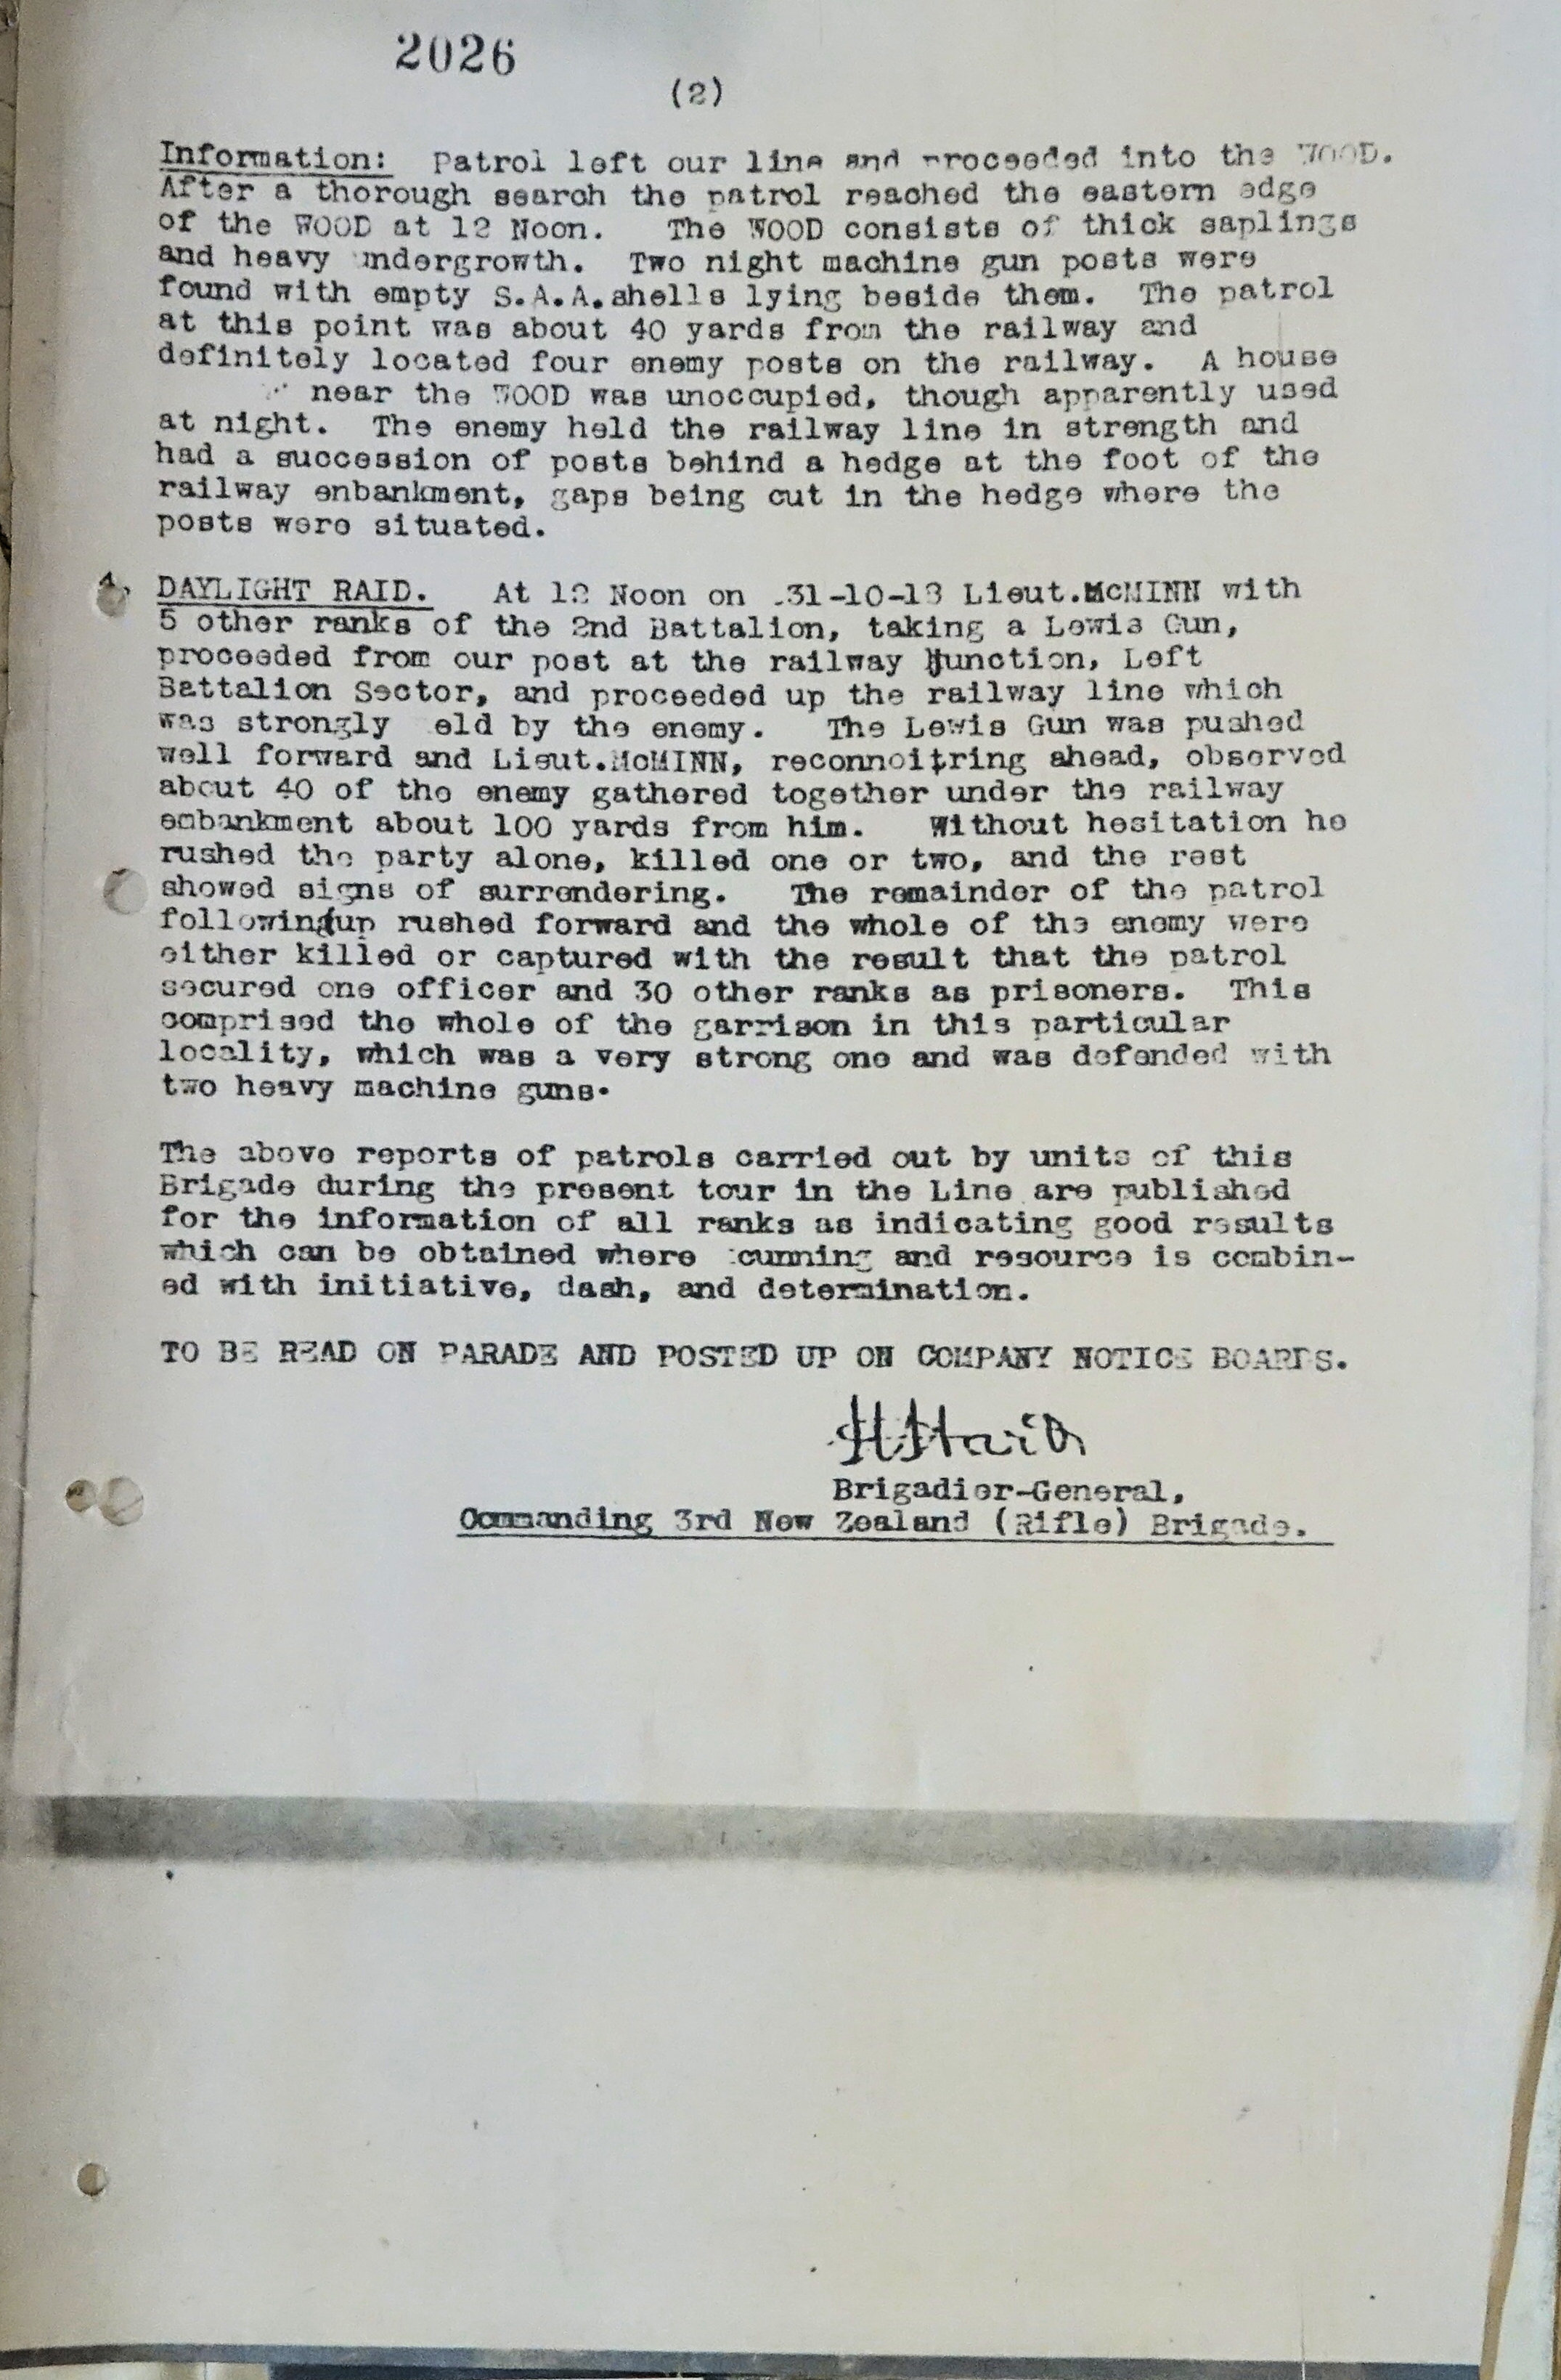 2026
(2)
Information: Patrol left our line and proceeded into the WOOD.
After a thorough search the patrol reached the eastern edge
of the WOOD at 12 Noon. The WOOD consists of thick saplings
and heavy undergrowth. Two night machine gun posts were
found with empty S.A.A.shells lying beside them. The patrol
at this point was about 40 yards from the railway and
definitely located four enemy posts on the railway. A house
near the WOOD was unoccupied, though apparently used
at night. The enemy held the railway line in strength and
had a succession of posts behind a hedge at the foot of the
railway enbankment, gaps being cut in the hedge where the
posts were situated.
4. DAYLIGHT RAID. At 12 Noon on 31-10-18 Lieut.McMINN with
5 other ranks of the 2nd Battalion, taking a Lewis Gun,
proceeded from our post at the railway Junction, Left
Battalion Sector, and proceeded up the railway line which
was strongly eld by the enemy. The Lewis Gun was pushed
well forward and Lieut.McMINN, reconnoitring ahead, observed
about 40 of the enemy gathered together under the railway
embankment about 100 yards from him. Without hesitation he
rushed the party alone, killed one or two, and the rest
showed signs of surrendering. The remainder of the patrol
following up rushed forward and the whole of the enemy were
either killed or captured with the result that the patrol
secured one officer and 30 other ranks as prisoners. This
comprised the whole of the garrison in this particular
locality, which was a very strong one and was defended with
two heavy machine guns.
The above reports of patrols carried out by units of this
Brigade during the present tour in the Line are published
for the information of all ranks as indicating good results
which can be obtained where cunning and resource is combin-
ed with initiative, dash, and determination.
TO BE READ ON PARADE AND POSTED UP ON COMPANY NOTICE BOARDS.
Brigadier-General,
Commanding 3rd New Zealand (Rifle) Brigade.